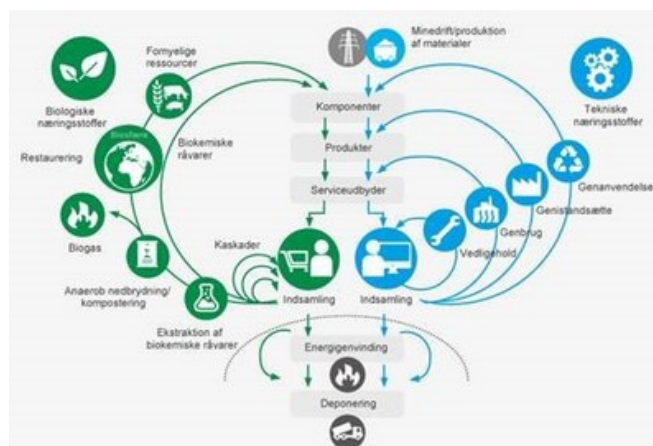 Fornyelige
ressourcer
Minedrift/produktion
af materialer
Biologiske
næringsstoffer
Tekniske
næringsstoffer
Komponenter
Biosfære
Biokemiske
råvarer
Restaurering
Produkter
Serviceudbyder
Genanvendelse
Genistandsætte
Genbrug
Vedligehold
Biogas
Kaskader
Anaerob nedbrydning/
kompostering
Indsamling
Indsamling
Ekstraktion af
biokemiske råvarer
Energigenvinding
Deponering